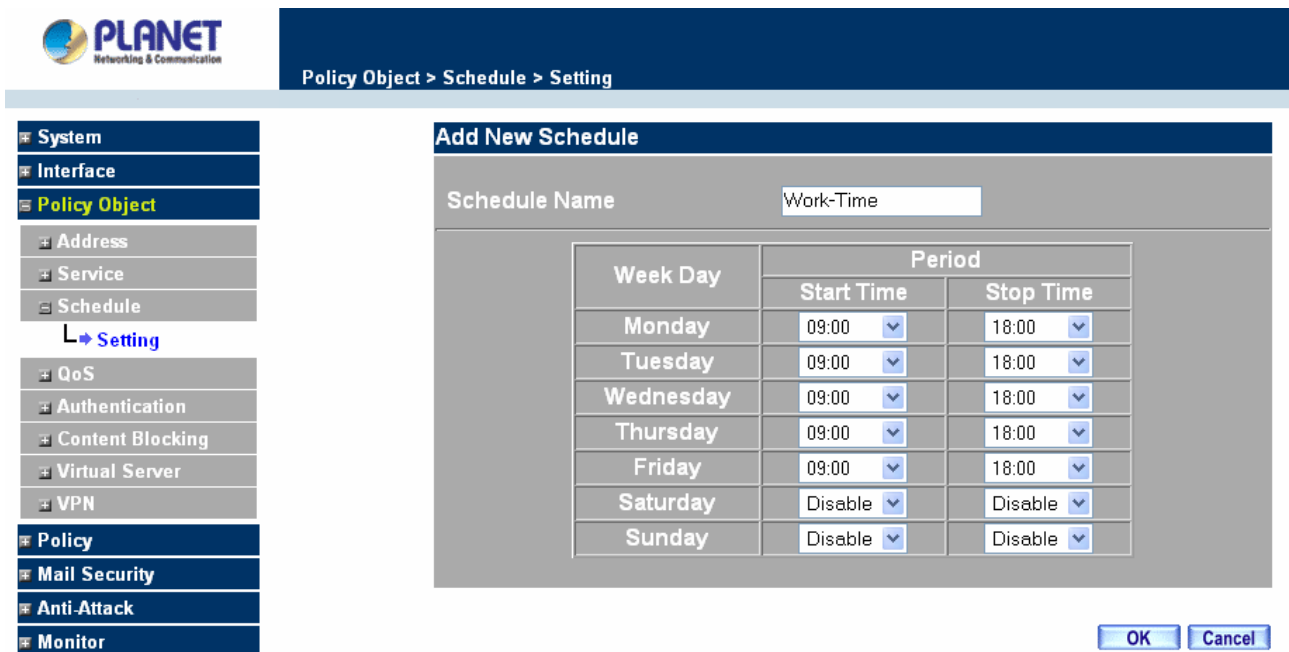 PLANET
Networking & Communication
Policy Object > Schedule > Setting
System
Interface
Policy Object
Address
Service
Schedule
Setting
QoS
Authentication
Content Blocking
Virtual Server
VPN
Policy
Mail Security
Anti-Attack
Monitor
Add New Schedule
Schedule Name Work-Time
Week Day Period
Start Time Stop Time
Monday 09:00 18:00
Tuesday 09:00 18:00
Wednesday 09:00 18:00
Thursday 09:00 18:00
Friday 09:00 18:00
Saturday Disable Disable
Sunday Disable Disable
OK Cancel